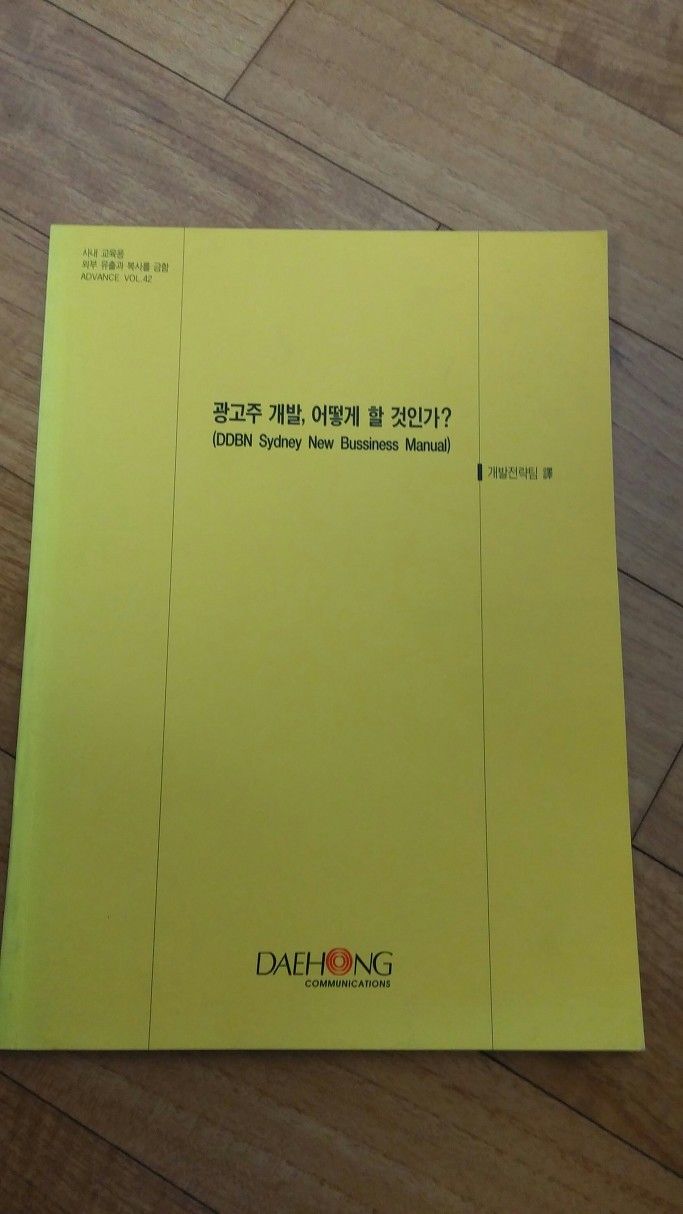 사내 교육용
외부 유출과 복사를 금함
ADVANCE VOL.42
광고주 개발, 어떻게 할 것인가?
(DDBN Sydney New Bussiness Manual)
개발전략팀 譯
DAEHONG
COMMUNICATIONS